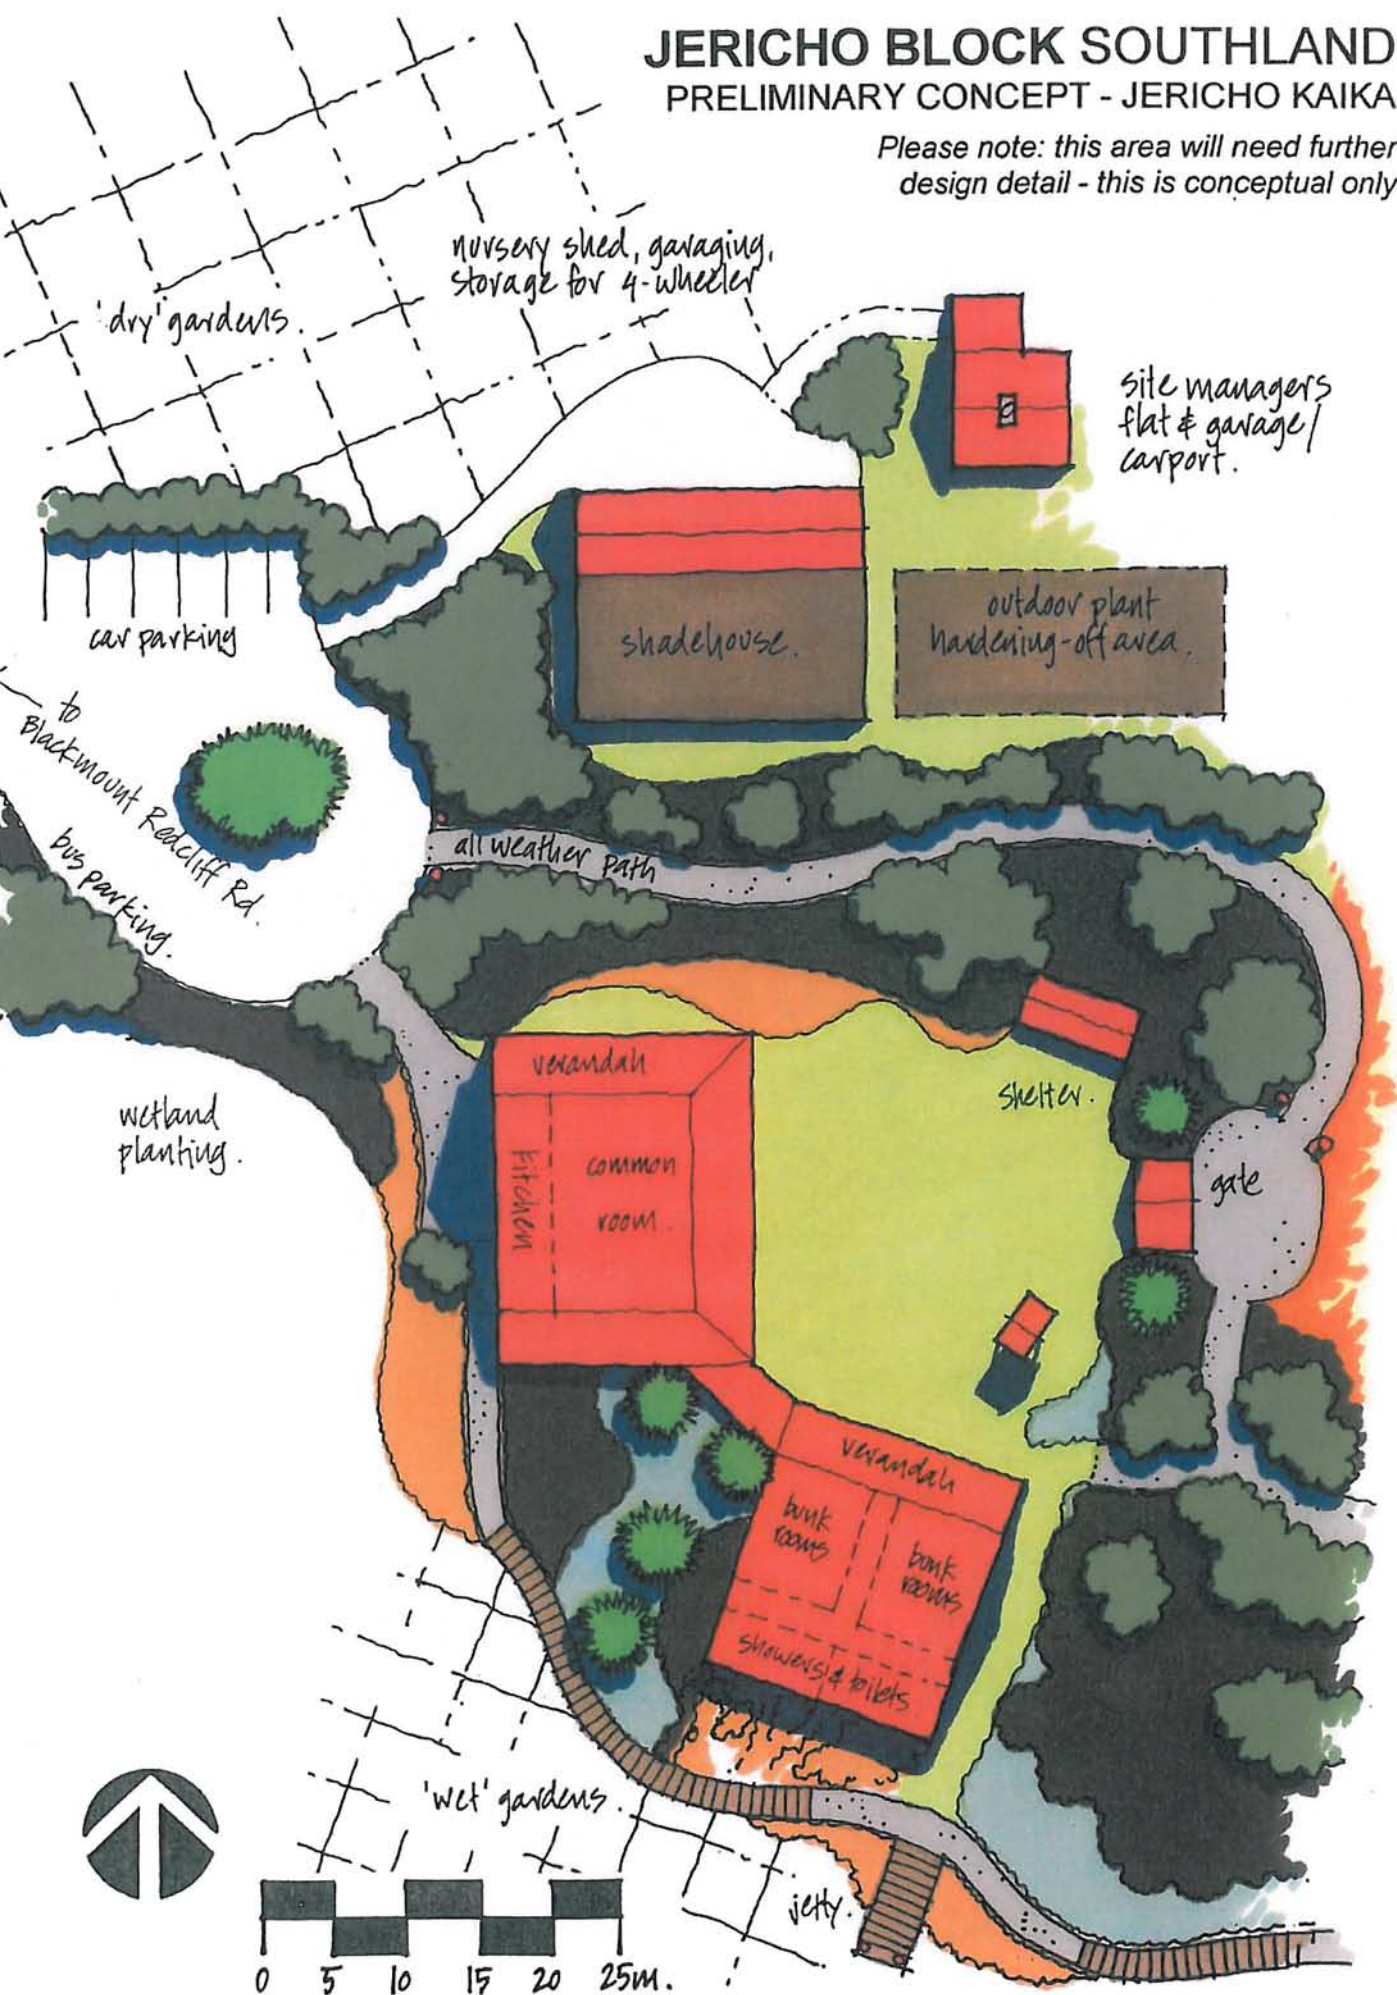 JERICHO BLOCK SOUTHLAND
PRELIMINARY CONCEPT - JERICHO KAIKA
Please note: this area will need further
design detail - this is conceptual only
nursery shed, garaging,
storage for 4-wheeler
'dry' gardens.
site managers
flat & garage/
carport.
car parking
shadehouse.
outdoor plant
hardening-off area.
to
Blackmount Redcliff Rd.
bus parking.
all weather path
verandah
shelter.
wetland
planting.
Kitchen
common
room.
gate
verandah
bunk
rooms
bunk
rooms
showers & toilets
'wet' gardens.
jetty.
0 5 10 15 20 25m.